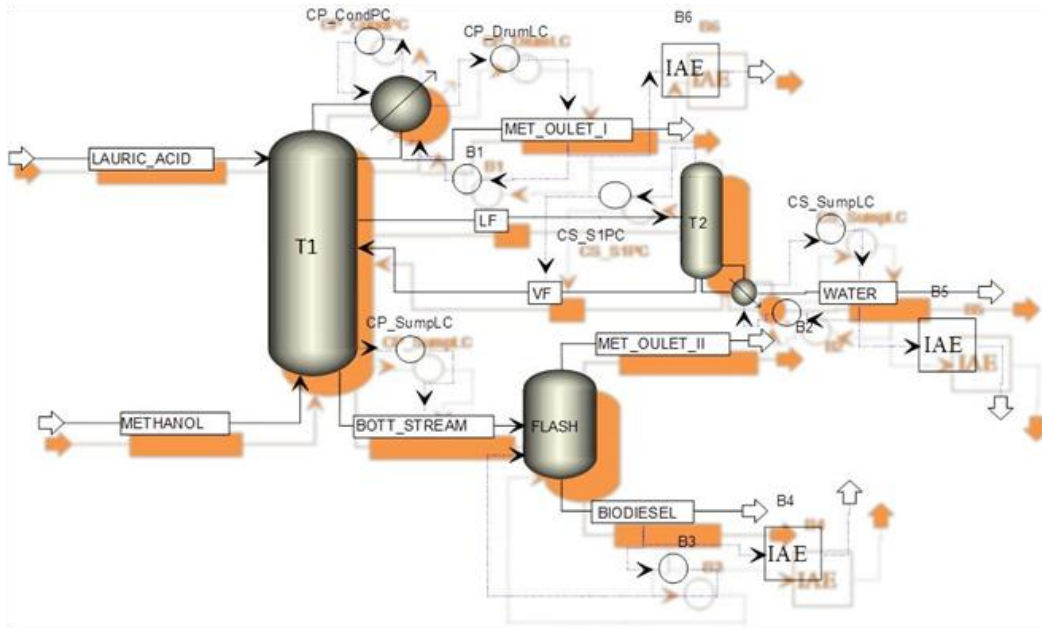 B6
CP_CondPC
CP_DrumLC
IAE
MET_OULET_I
LAURIC_ACID
B1
T2
CS_SumpLC
LF
T1
CS_S1PC
VF
WATER
B5
CP_SumpLC
B2
MET_OULET_II
IAE
METHANOL
BOTT_STREAM
FLASH
BIODIESEL
B4
B3
IAE